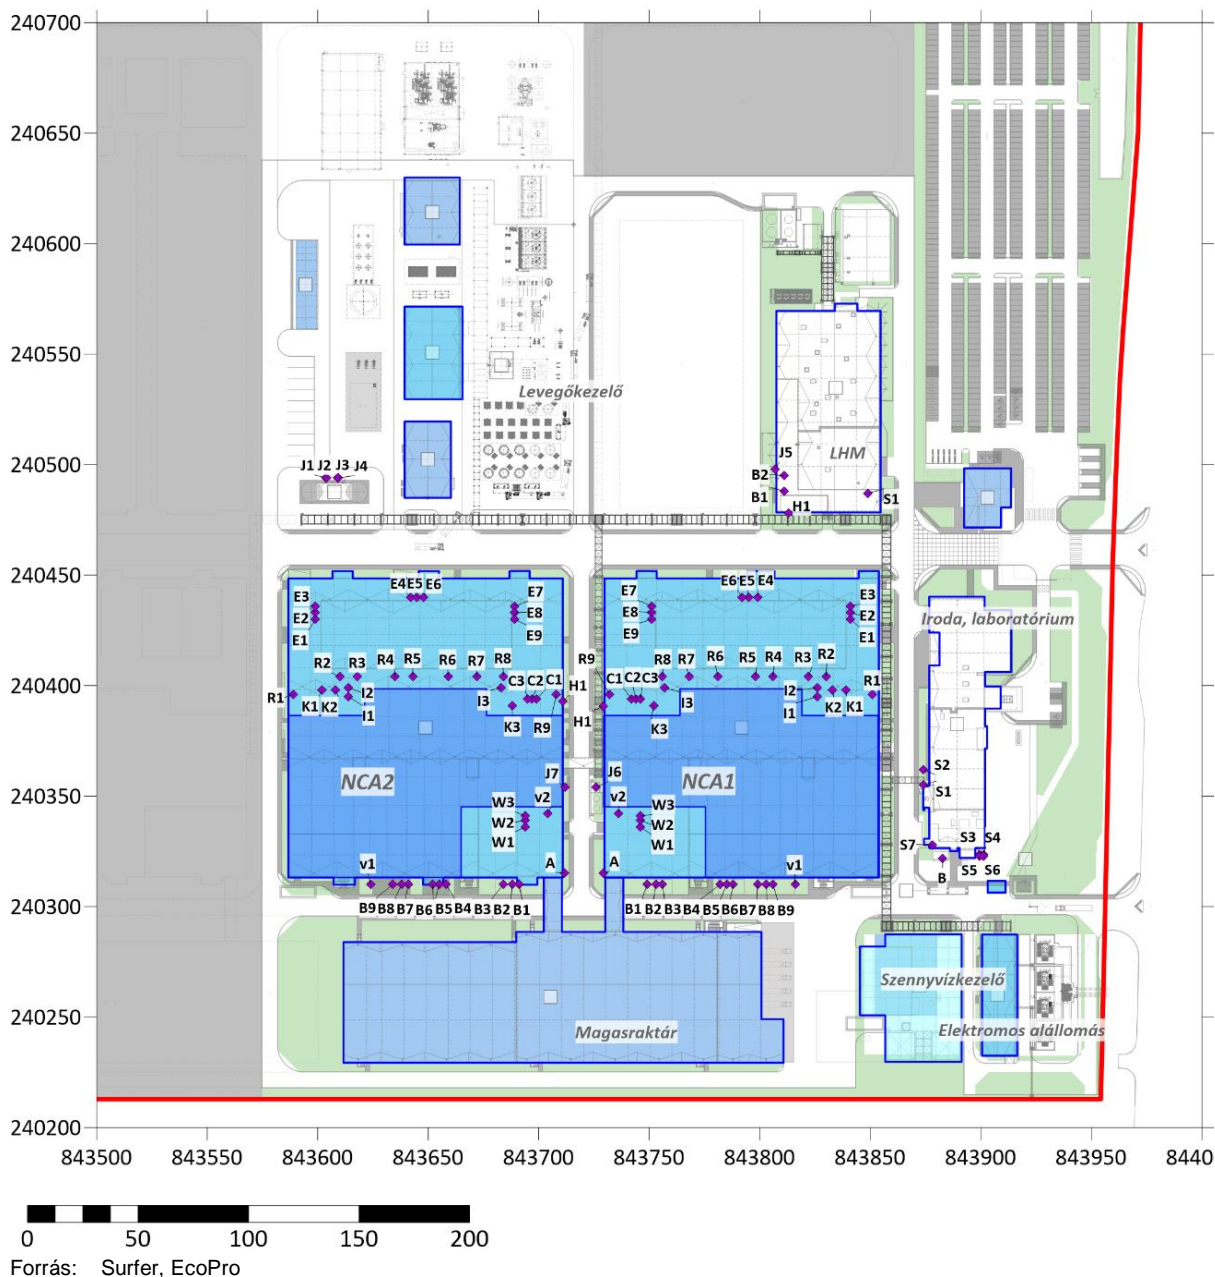 240700
240650
240600
240550
Levegőkezelő
240500
J1 J2 J3 J4
J5
B2
B1
H1
LHM
S1
240450
E4 E5 E6
E3
E2
E1
E7
E8
E9
R2 R3 R4 R5 R6 R7 R8
C3 C2 C1
R1 K1 K2 I2 I1
I3
K3
R9
H1
E6 E5 E4
E7
E8
E9
E3
E2
E1
R9
R8 R7 R6 R5 R4 R3 R2
R1
C1 C2 C3
I3
K3
H1
I2
I1
K2 K1
Iroda, laboratórium
240400
NCA2
J7
J6
NCA1
S2
S1
240350
W3
W2
W1
v2
v2
W3
W2
W1
S7
S3 S4
B
S5 S6
v1
A
A
v1
240300
B9 B8 B7 B6 B5 B4 B3 B2 B1
B1 B2 B3 B4 B5 B6 B7 B8 B9
Szennyvízkezelő
240250
Magasraktár
Elektromos alállomás
240200
843500 843550 843600 843650 843700 843750 843800 843850 843900 843950 8440
0 50 100 150 200
Forrás: Surfer, EcoPro